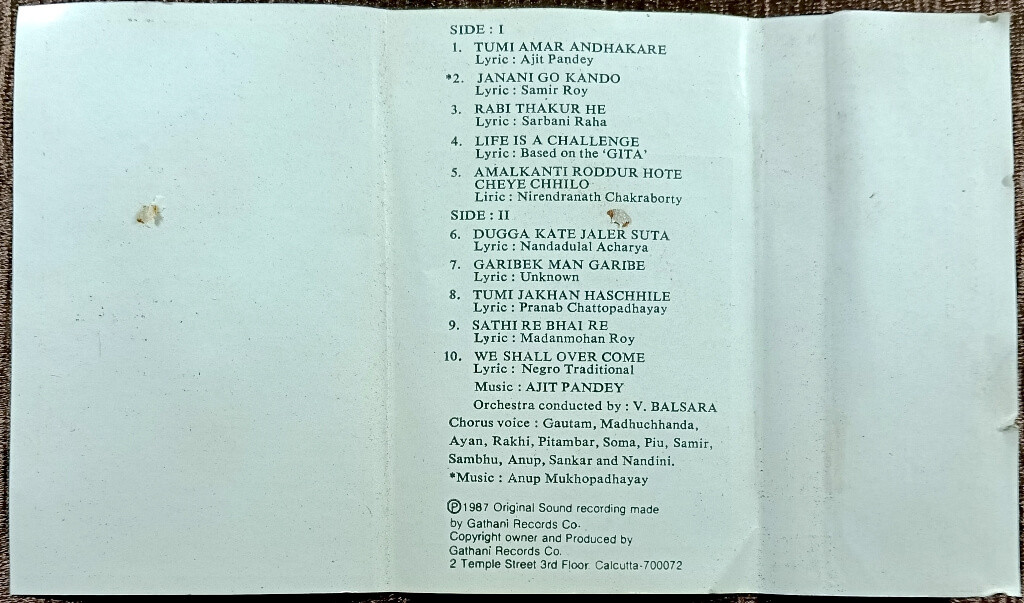 SIDE : I
1. TUMI AMAR ANDHAKARE
Lyric : Ajit Pandey
*2. JANANI GO KANDO
Lyric : Samir Roy
3. RABI THAKUR HE
Lyric : Sarbani Raha
4. LIFE IS A CHALLENGE
Lyric : Based on the 'GITA'
5. AMALKANTI RODDUR HOTE
CHEYE CHHILO
Liric : Nirendranath Chakraborty
SIDE : II
6. DUGGA KATE JALER SUTA
Lyric : Nandadulal Acharya
7. GARIBEK MAN GARIBE
Lyric : Unknown
8. TUMI JAKHAN HASCHHILE
Lyric : Pranab Chattopadhayay
9. SATHI RE BHAI RE
Lyric : Madanmohan Roy
10. WE SHALL OVER COME
Lyric : Negro Traditional
Music : AJIT PANDEY
Orchestra conducted by : V. BALSARA
Chorus voice : Gautam, Madhuchhanda,
Ayan, Rakhi, Pitambar, Soma, Piu, Samir,
Sambhu, Anup, Sankar and Nandini.
*Music : Anup Mukhopadhayay
Ⓟ1987 Original Sound recording made
by Gathani Records Co.
Copyright owner and Produced by
Gathani Records Co.
2 Temple Street 3rd Floor. Calcutta-700072